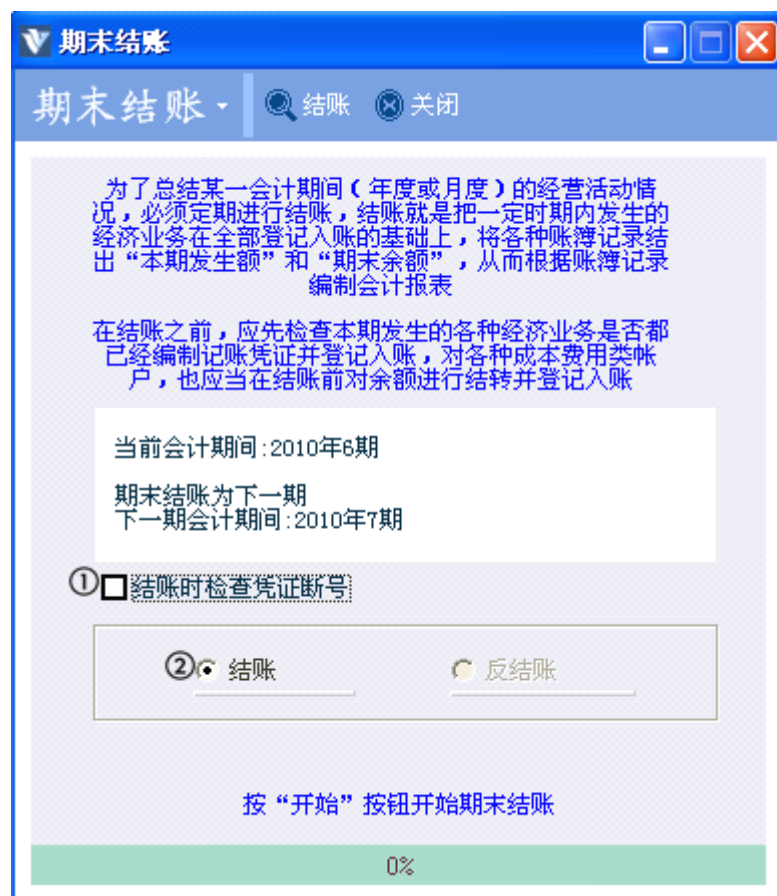 期末结账
期末结账 结账 关闭
为了总结某一会计期间（年度或月度）的经营活动情
况，必须定期进行结账，结账就是把一定时期内发生的
经济业务在全部登记入账的基础上，将各种账簿记录结
出“本期发生额”和“期末余额”，从而根据账簿记录
编制会计报表
在结账之前，应先检查本期发生的各种经济业务是否都
已经编制记账凭证并登记入账，对各种成本费用类帐
户，也应当在结账前对余额进行结转并登记入账
当前会计期间:2010年6期
期末结账为下一期
下一期会计期间:2010年7期
①结账时检查凭证断号
②结账 反结账
按“开始”按钮开始期末结账
0%